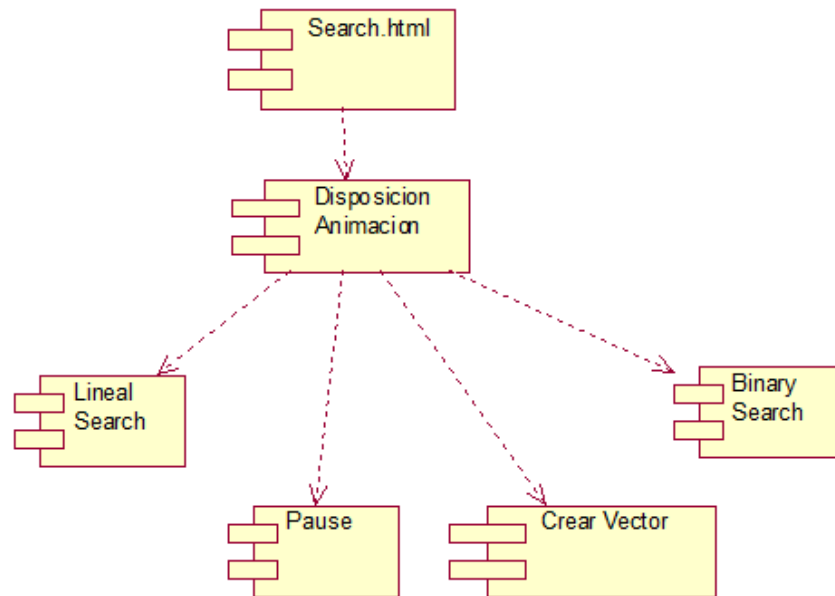 Search.html
Disposicion
Animacion
Lineal
Search
Binary
Search
Pause
Crear Vector